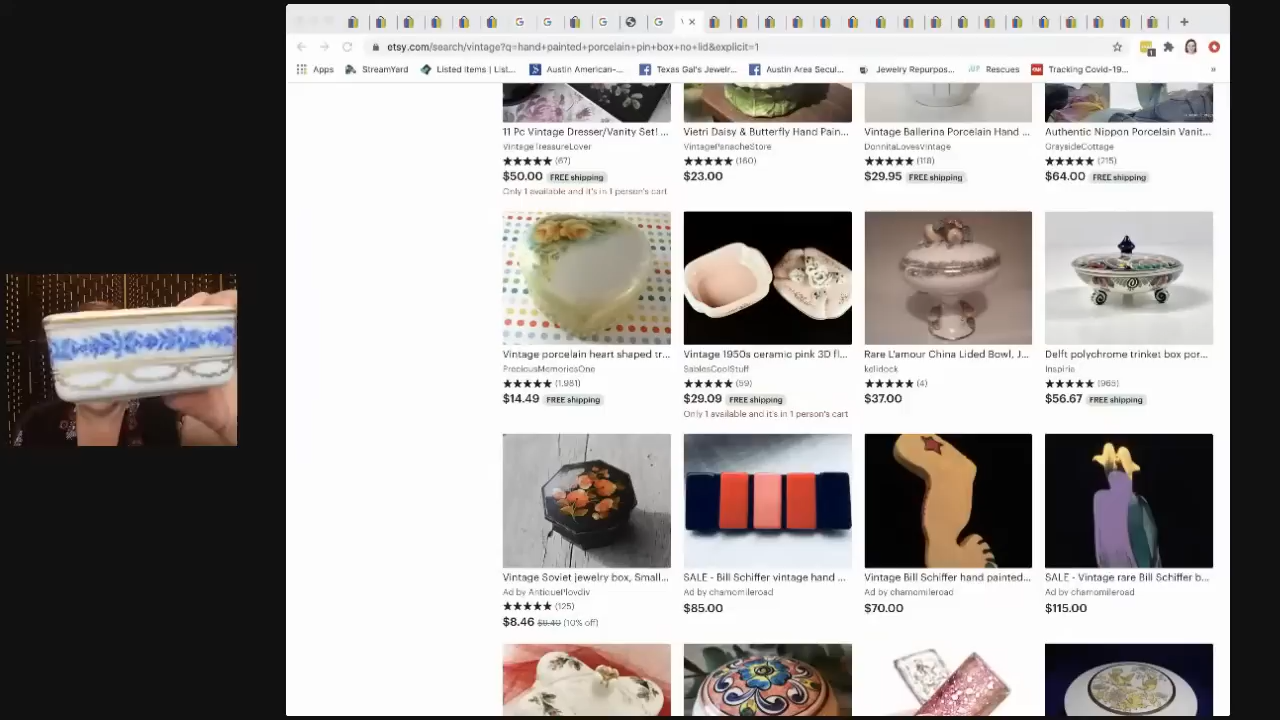 etsy.com/search/vintage?q=hand+painted+porcelain+pin+box+no+lid&explicit=1
Apps StreamYard Listed Items | List... Austin American-... Texas Gal's Jewelr... Austin Area Secul... Jewelry Repurpos... Rescues Tracking Covid-19... »
11 Pc Vintage Dresser/Vanity Set! ... Vietri Daisy & Butterfly Hand Pain... Vintage Ballerina Porcelain Hand ... Authentic Nippon Porcelain Vanit...
VintageTreasureLover VintagePanacheStore DonnitaLovesVintage GraysideCottage
★★★★★ (67) ★★★★★ (160) ★★★★★ (118) ★★★★★ (215)
$50.00 FREE shipping $23.00 $29.95 FREE shipping $64.00 FREE shipping
Only 1 available and it's in 1 person's cart
Vintage porcelain heart shaped tr... Vintage 1950s ceramic pink 3D fl... Rare L'amour China Lided Bowl, J... Delft polychrome trinket box por...
PreciousMemoriesOne SablesCoolStuff kelidock Inspirie
★★★★★ (1,981) ★★★★★ (59) ★★★★★ (4) ★★★★★ (965)
$14.49 FREE shipping $29.09 FREE shipping $37.00 $56.67 FREE shipping
Only 1 available and it's in 1 person's cart
Vintage Soviet jewelry box, Small... SALE - Bill Schiffer vintage hand ... Vintage Bill Schiffer hand painted... SALE - Vintage rare Bill Schiffer b...
Ad by AntiquePlovdiv Ad by chamomileroad Ad by chamomileroad Ad by chamomileroad
★★★★★ (125) $85.00 $70.00 $115.00
$8.46 $9.40 (10% off)